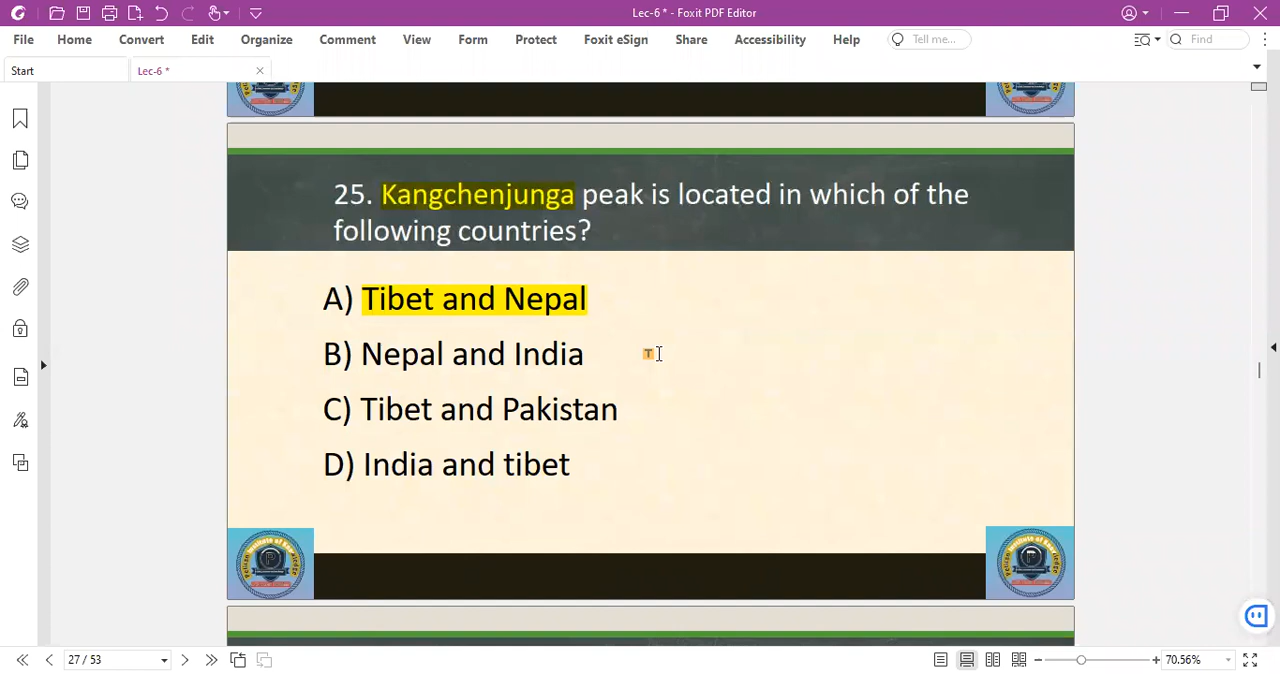 Lec-6 * - Foxit PDF Editor
File Home Convert Edit Organize Comment View Form Protect Foxit eSign Share Accessibility Help Tell me... Find
Start Lec-6 *
25. Kangchenjunga peak is located in which of the
following countries?
A) Tibet and Nepal
B) Nepal and India
T
C) Tibet and Pakistan
D) India and tibet
27 / 53
70.56%